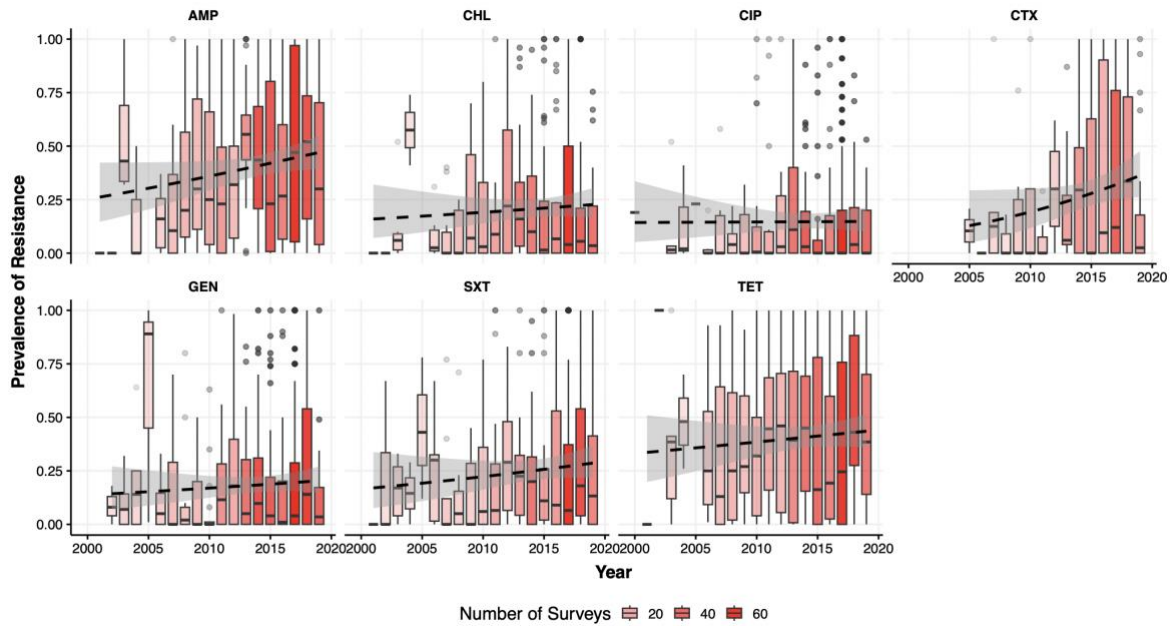 AMP CHL CIP CTX
1.00
0.75
0.50
0.25
0.00
2000 2005 2010 2015 2020
GEN SXT TET
1.00
0.75
0.50
0.25
0.00
2000 2005 2010 2015 2020 2000 2005 2010 2015 2020 2000 2005 2010 2015 2020
Prevalence of Resistance
Year
Number of Surveys 20 40 60